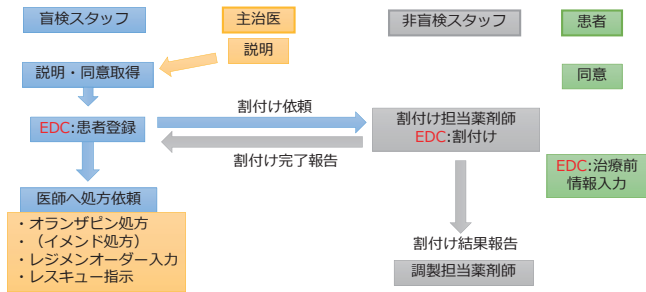 盲検スタッフ
主治医
非盲検スタッフ
患者
説明
説明・同意取得
同意
割付け依頼
EDC:患者登録
割付け担当薬剤師
EDC:割付け
割付け完了報告
EDC:治療前
情報入力
医師へ処方依頼
・オランザピン処方
・（イメンド処方）
・レジメンオーダー入力
・レスキュー指示
割付け結果報告
調製担当薬剤師